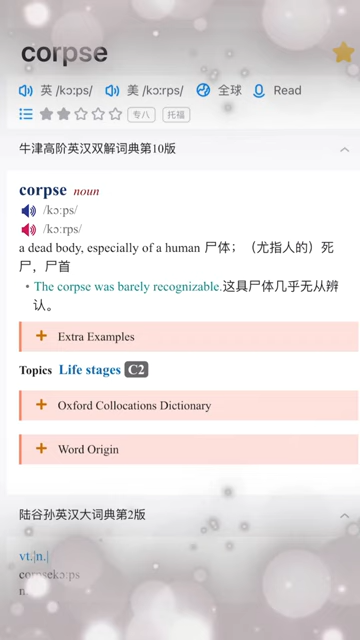 corpse
英 /kɔːps/ 美 /kɔːrps/ 全球 Read
专八 托福
牛津高阶英汉双解词典第10版
corpse noun
/kɔːps/
/kɔːrps/
a dead body, especially of a human 尸体；（尤指人的）死
尸，尸首
• The corpse was barely recognizable.这具尸体几乎无从辨
认。
+ Extra Examples
Topics Life stages C2
+ Oxford Collocations Dictionary
+ Word Origin
陆谷孙英汉大词典第2版
vt.|n.|
corpsekɔːps
n.